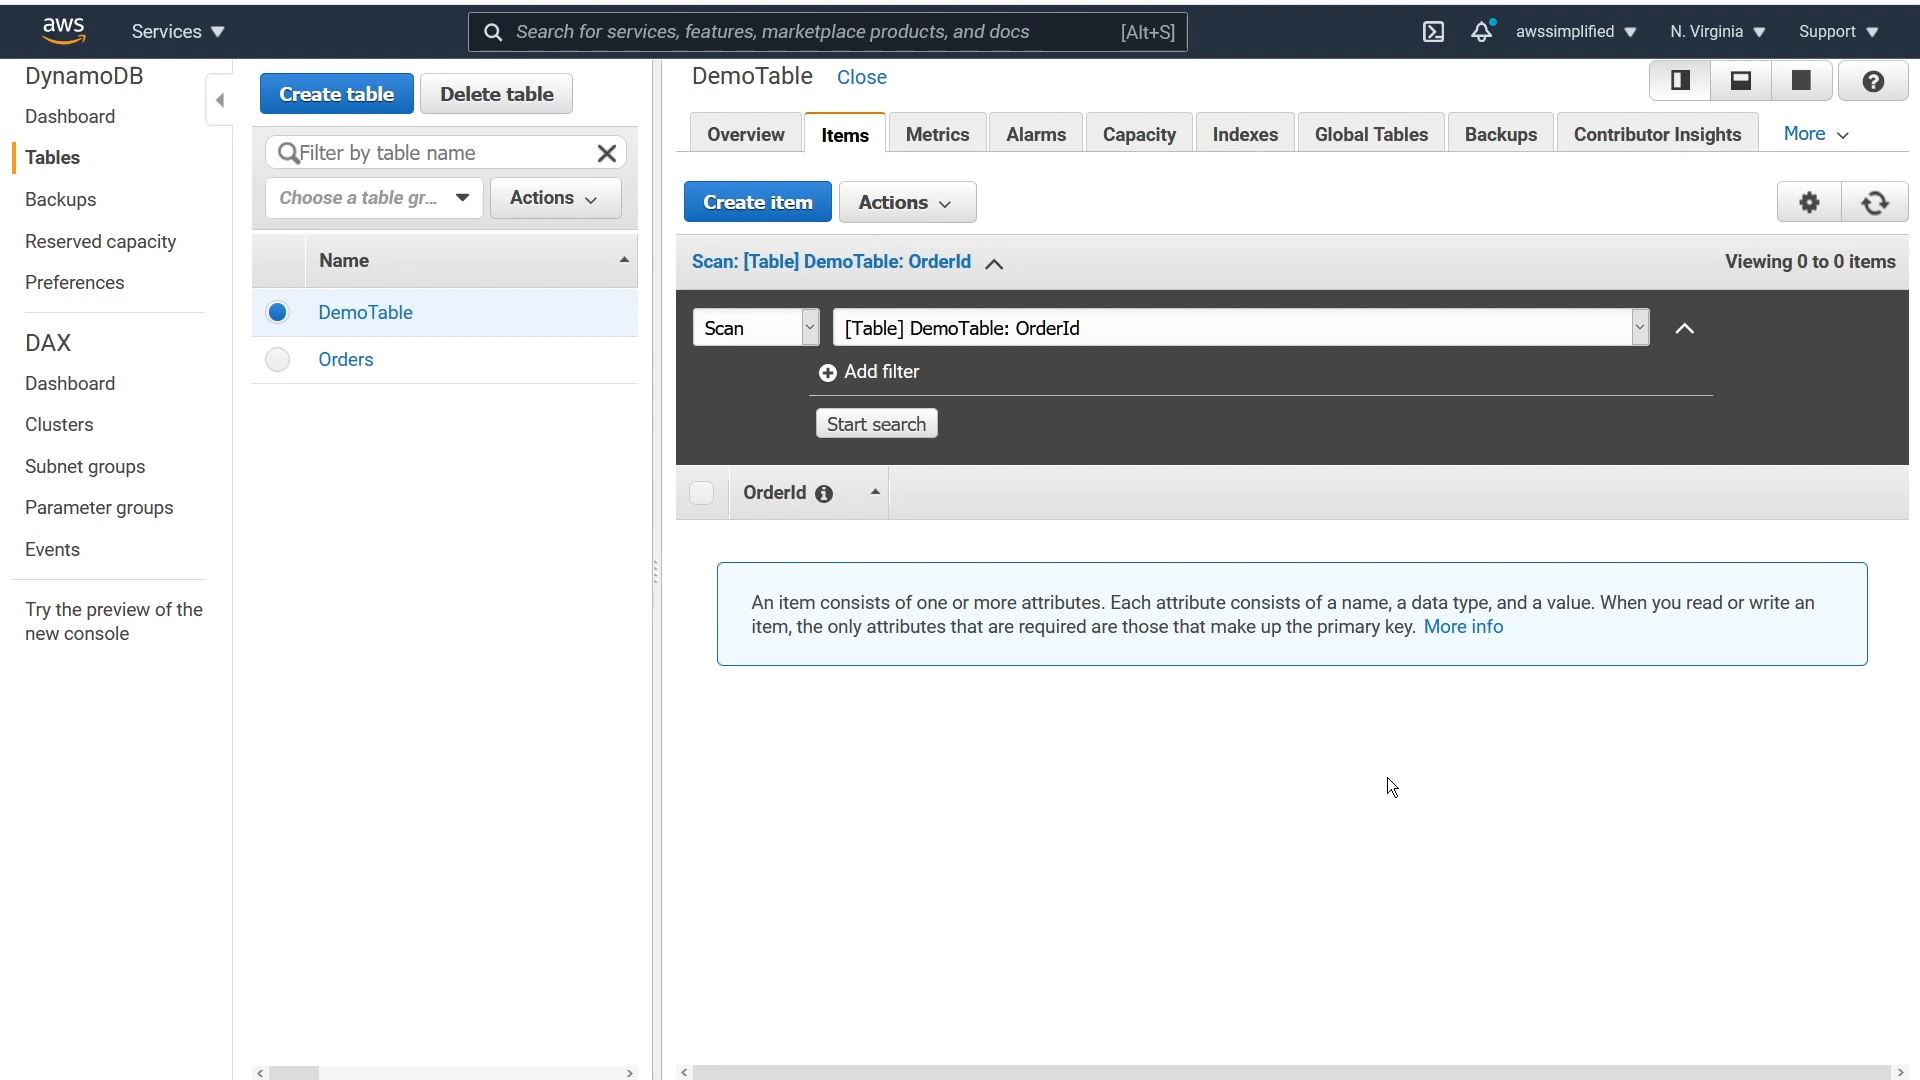 aws
Services
Search for services, features, marketplace products, and docs
[Alt+S]
awssimplified
N. Virginia
Support
DynamoDB
Dashboard
Tables
Backups
Reserved capacity
Preferences
DAX
Dashboard
Clusters
Subnet groups
Parameter groups
Events
Try the preview of the
new console
Create table
Delete table
Filter by table name
Choose a table gr...
Actions
Name
DemoTable
Orders
DemoTable Close
Overview
Items
Metrics
Alarms
Capacity
Indexes
Global Tables
Backups
Contributor Insights
More
Create item
Actions
Scan: [Table] DemoTable: OrderId
Viewing 0 to 0 items
Scan
[Table] DemoTable: OrderId
Add filter
Start search
OrderId
An item consists of one or more attributes. Each attribute consists of a name, a data type, and a value. When you read or write an
item, the only attributes that are required are those that make up the primary key. More info